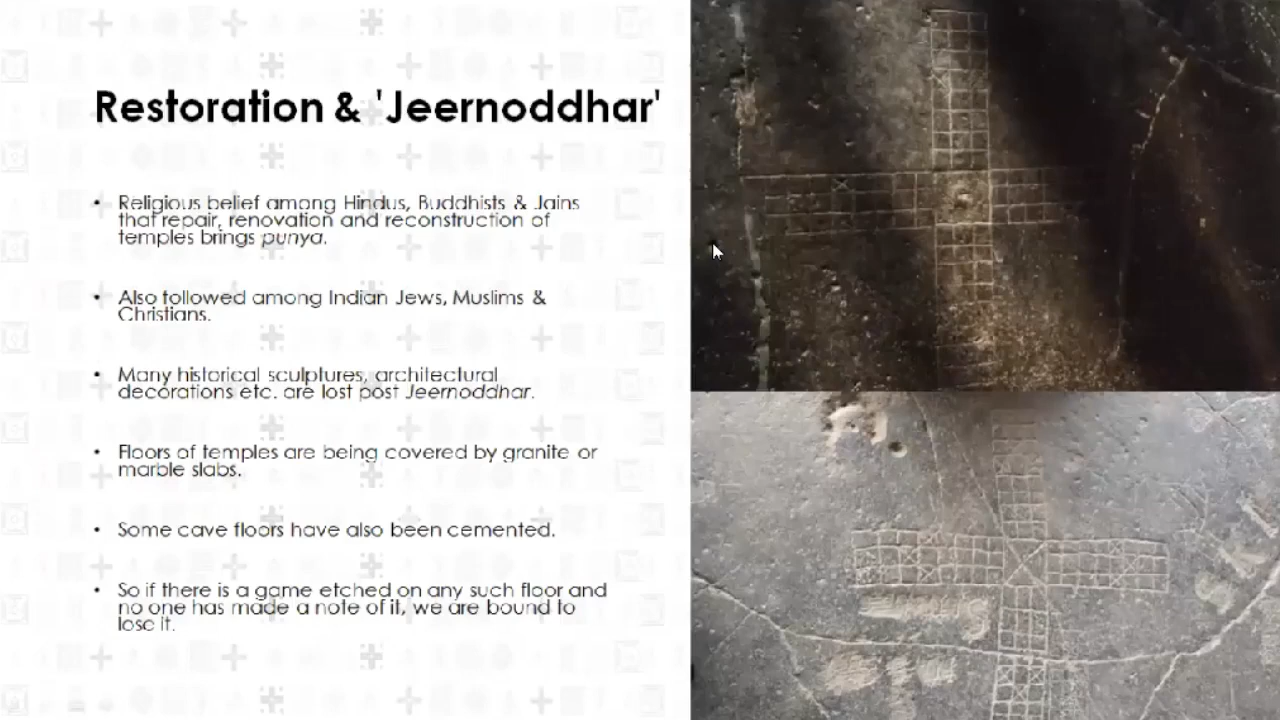 Restoration & 'Jeernoddhar'
• Religious belief among Hindus, Buddhists & Jains
that repair, renovation and reconstruction of
temples brings punya.
• Also followed among Indian Jews, Muslims &
Christians.
• Many historical sculptures, architectural
decorations etc. are lost post Jeernoddhar.
• Floors of temples are being covered by granite or
marble slabs.
• Some cave floors have also been cemented.
• So if there is a game etched on any such floor and
no one has made a note of it, we are bound to
lose it.